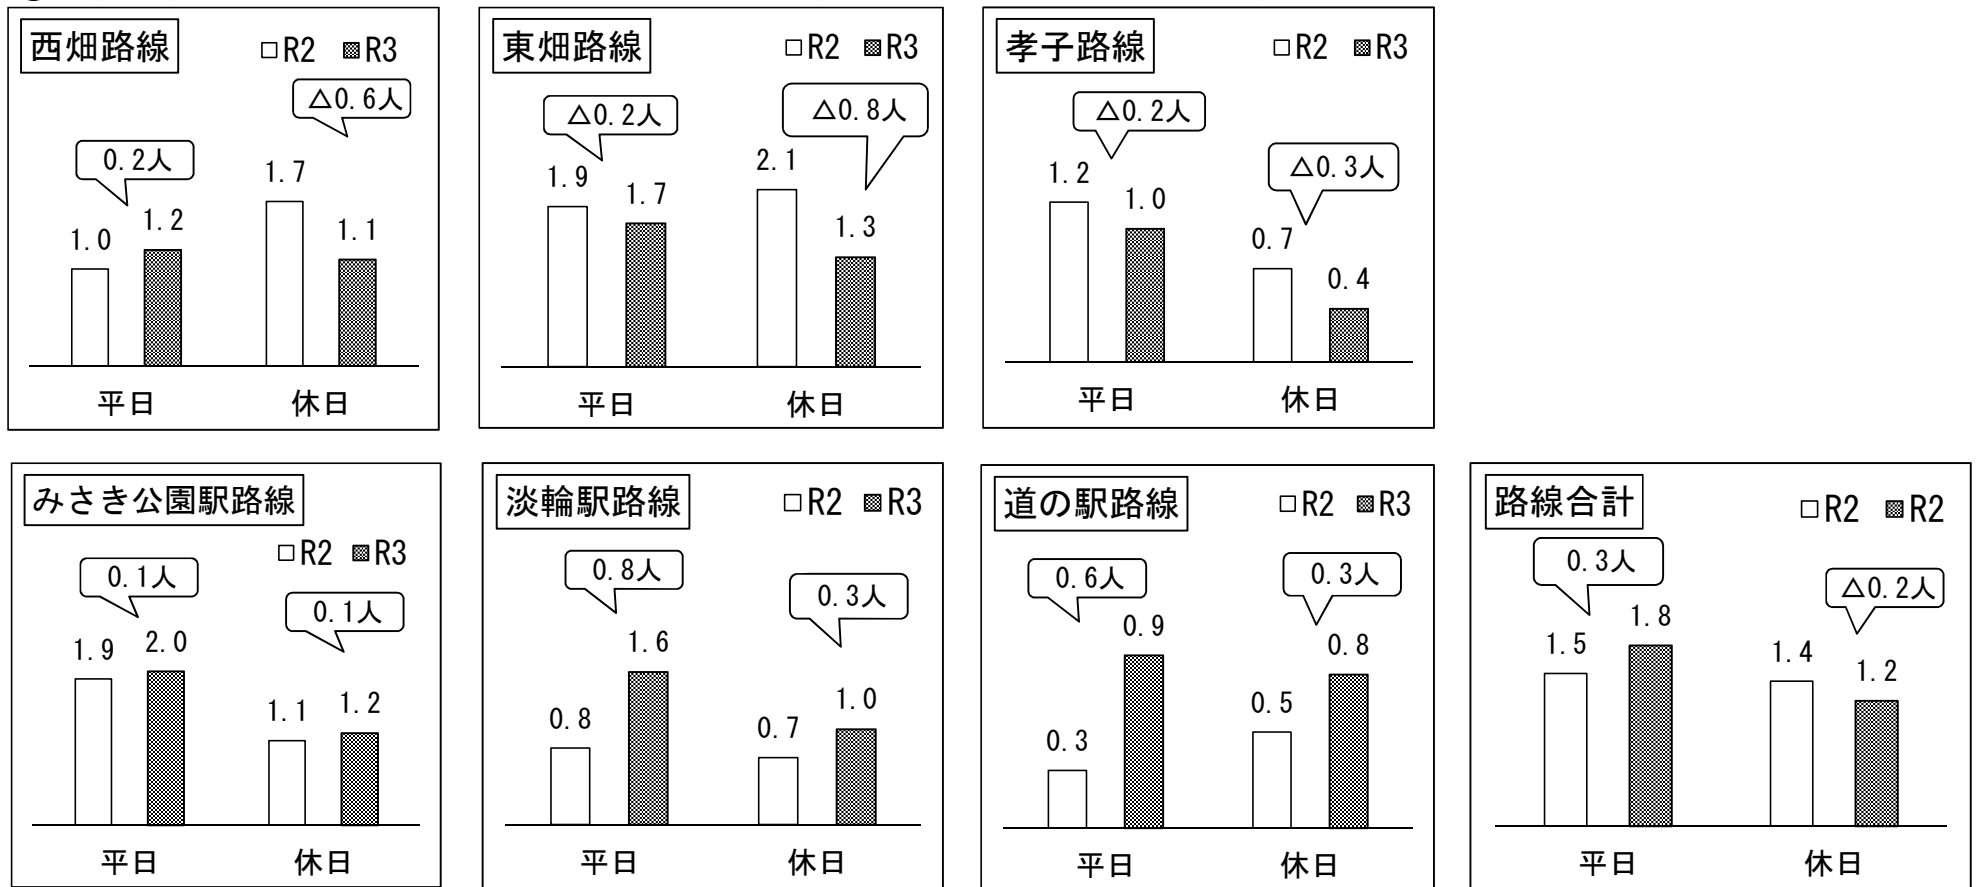 西畑路線
□R2 ▩R3
△0.6人
0.2人
1.7
1.2
1.0
1.1
平日 休日
東畑路線
□R2 ▩R3
△0.2人
△0.8人
2.1
1.9
1.7
1.3
平日 休日
孝子路線
□R2 ▩R3
△0.2人
△0.3人
1.2
1.0
0.7
0.4
平日 休日
みさき公園駅路線
□R2 ▩R3
0.1人
0.1人
1.9
2.0
1.1
1.2
平日 休日
淡輪駅路線
□R2 ▩R3
0.8人
0.3人
1.6
0.8
0.7
1.0
平日 休日
道の駅路線
□R2 ▩R3
0.6人
0.3人
0.9
0.8
0.5
0.3
平日 休日
路線合計
□R2 ▩R2
0.3人
△0.2人
1.5
1.8
1.4
1.2
平日 休日